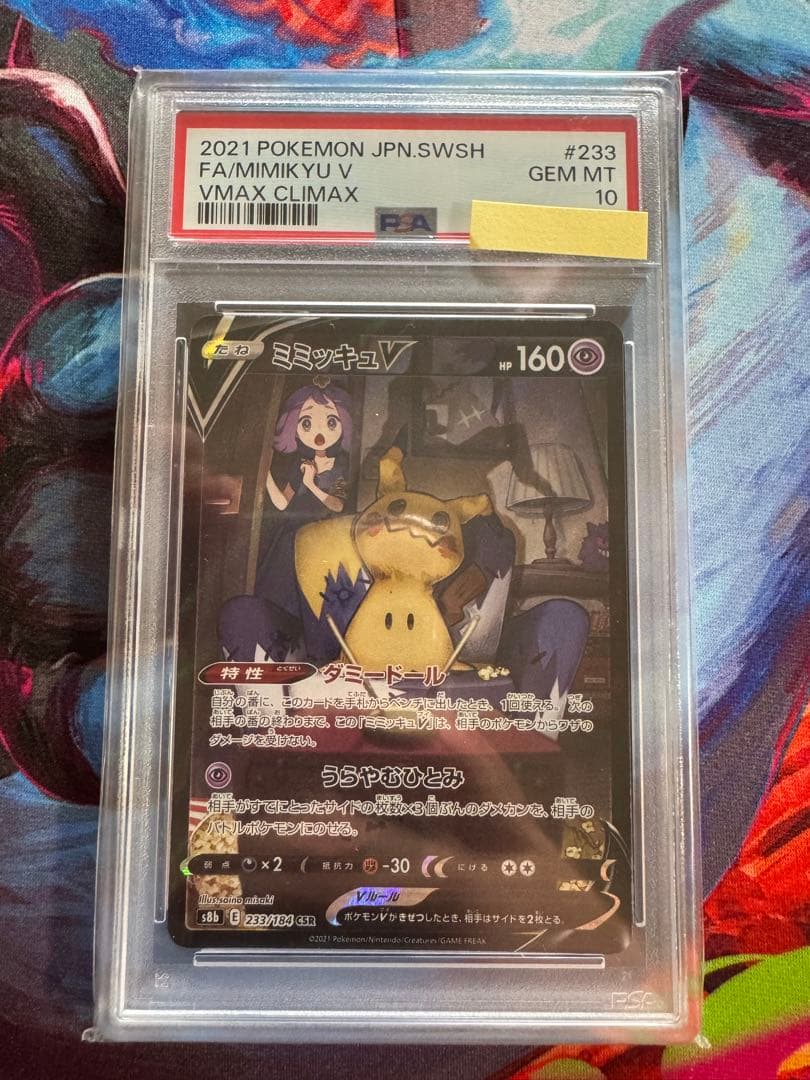 2021 POKEMON JPN.SWSH #233
FA/MIMIKYU V GEM MT
VMAX CLIMAX 10
PSA
たね ミミッキュV HP 160
特性 とくせい ダミードール
自分の番に、このカードを手札からベンチに出したとき、1回使える。次の
相手の番の終わりまで、この「ミミッキュV」は、相手のポケモンからワザの
ダメージを受けない。
うらやむひとみ
相手がすでにとったサイドの枚数×3個ぶんのダメカンを、相手の
バトルポケモンにのせる。
弱点 ×2 抵抗力 -30 にげる
Illus.saino misaki
Vルール
s8b E 233/184 CSR ポケモンVがきぜつしたとき、相手はサイドを2枚とる。
©2021 Pokémon/Nintendo/Creatures/GAME FREAK
PSA